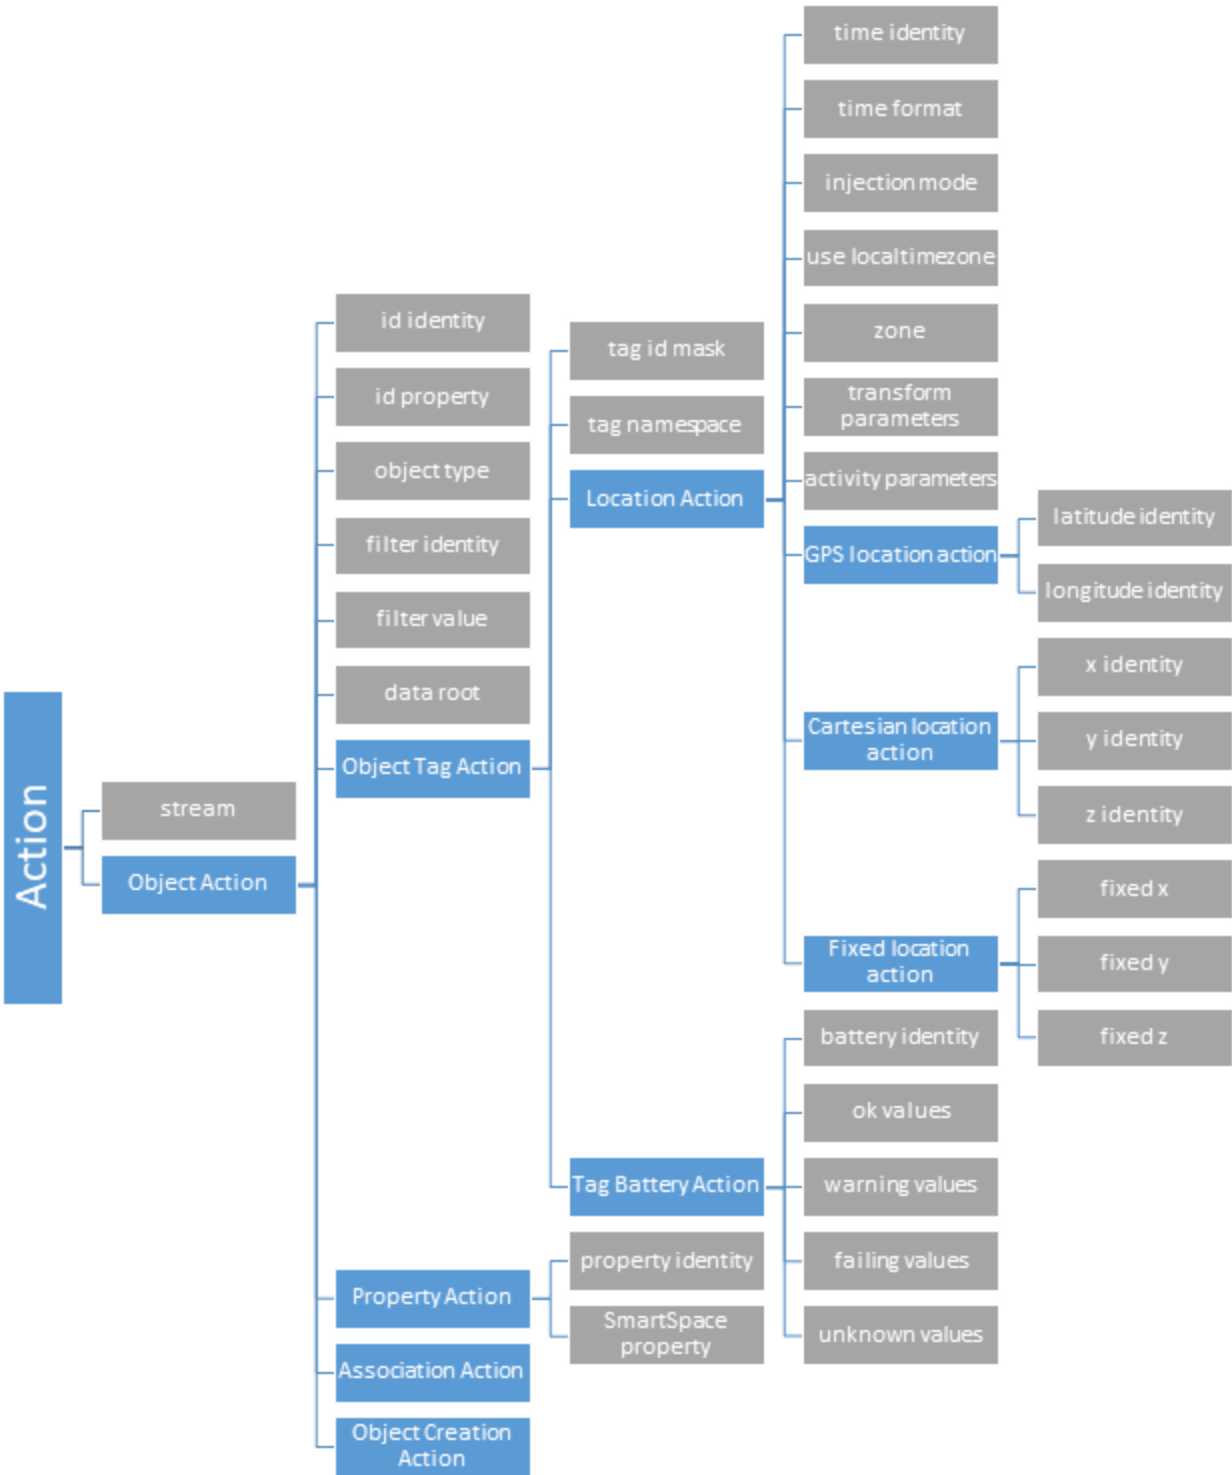 Action
stream
Object Action
id identity
id property
object type
filter identity
filter value
data root
Object Tag Action
tag id mask
tag namespace
Location Action
time identity
time format
injection mode
use local timezone
zone
transform
parameters
activity parameters
GPS location action
latitude identity
longitude identity
Cartesian location
action
x identity
y identity
z identity
Fixed location
action
fixed x
fixed y
fixed z
Tag Battery Action
battery identity
ok values
warning values
failing values
unknown values
Property Action
property identity
SmartSpace
property
Association Action
Object Creation
Action